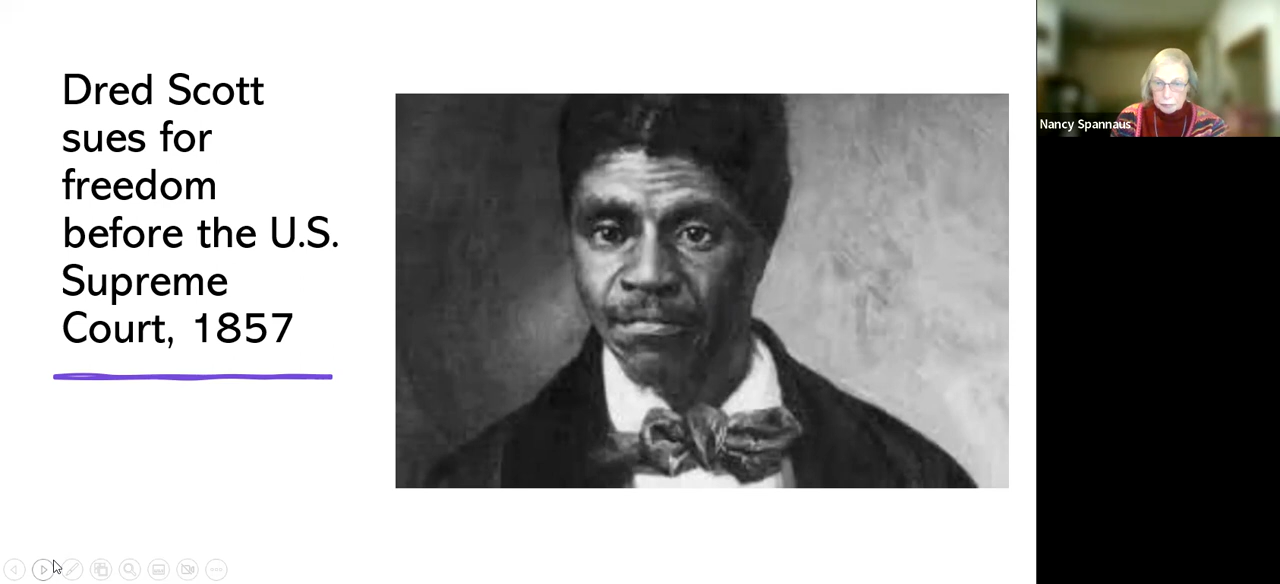 Dred Scott
sues for
freedom
before the U.S.
Supreme
Court, 1857
Nancy Spannaus